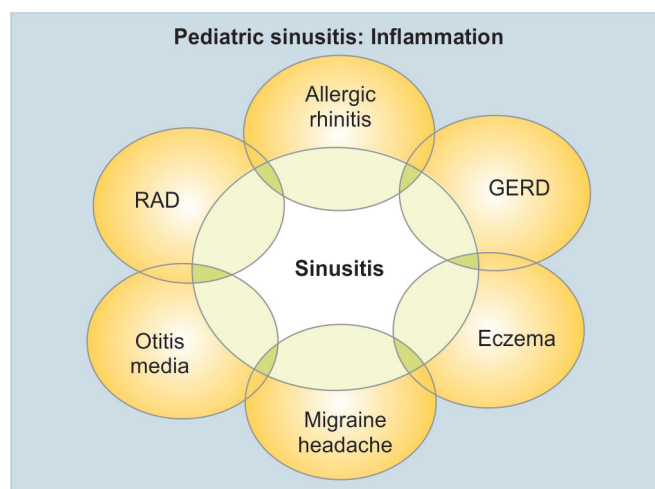 Pediatric sinusitis: Inflammation
Allergic
rhinitis
RAD
GERD
Sinusitis
Otitis
media
Eczema
Migraine
headache